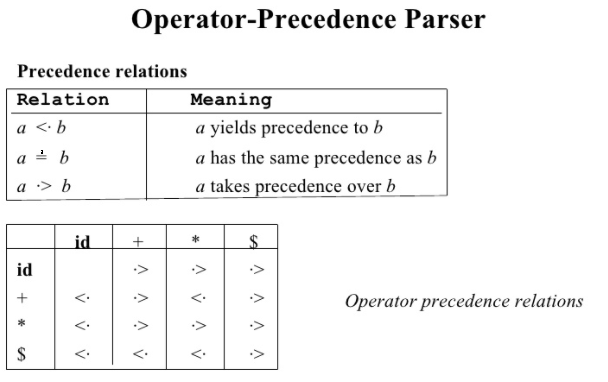 Operator-Precedence Parser
Precedence relations
Relation Meaning
a <· b a yields precedence to b
a ≐ b a has the same precedence as b
a ·> b a takes precedence over b
id + * $
id ·> ·> ·>
+ <· ·> <· ·>
* <· ·> ·> ·>
$ <· <· <· ·>
Operator precedence relations